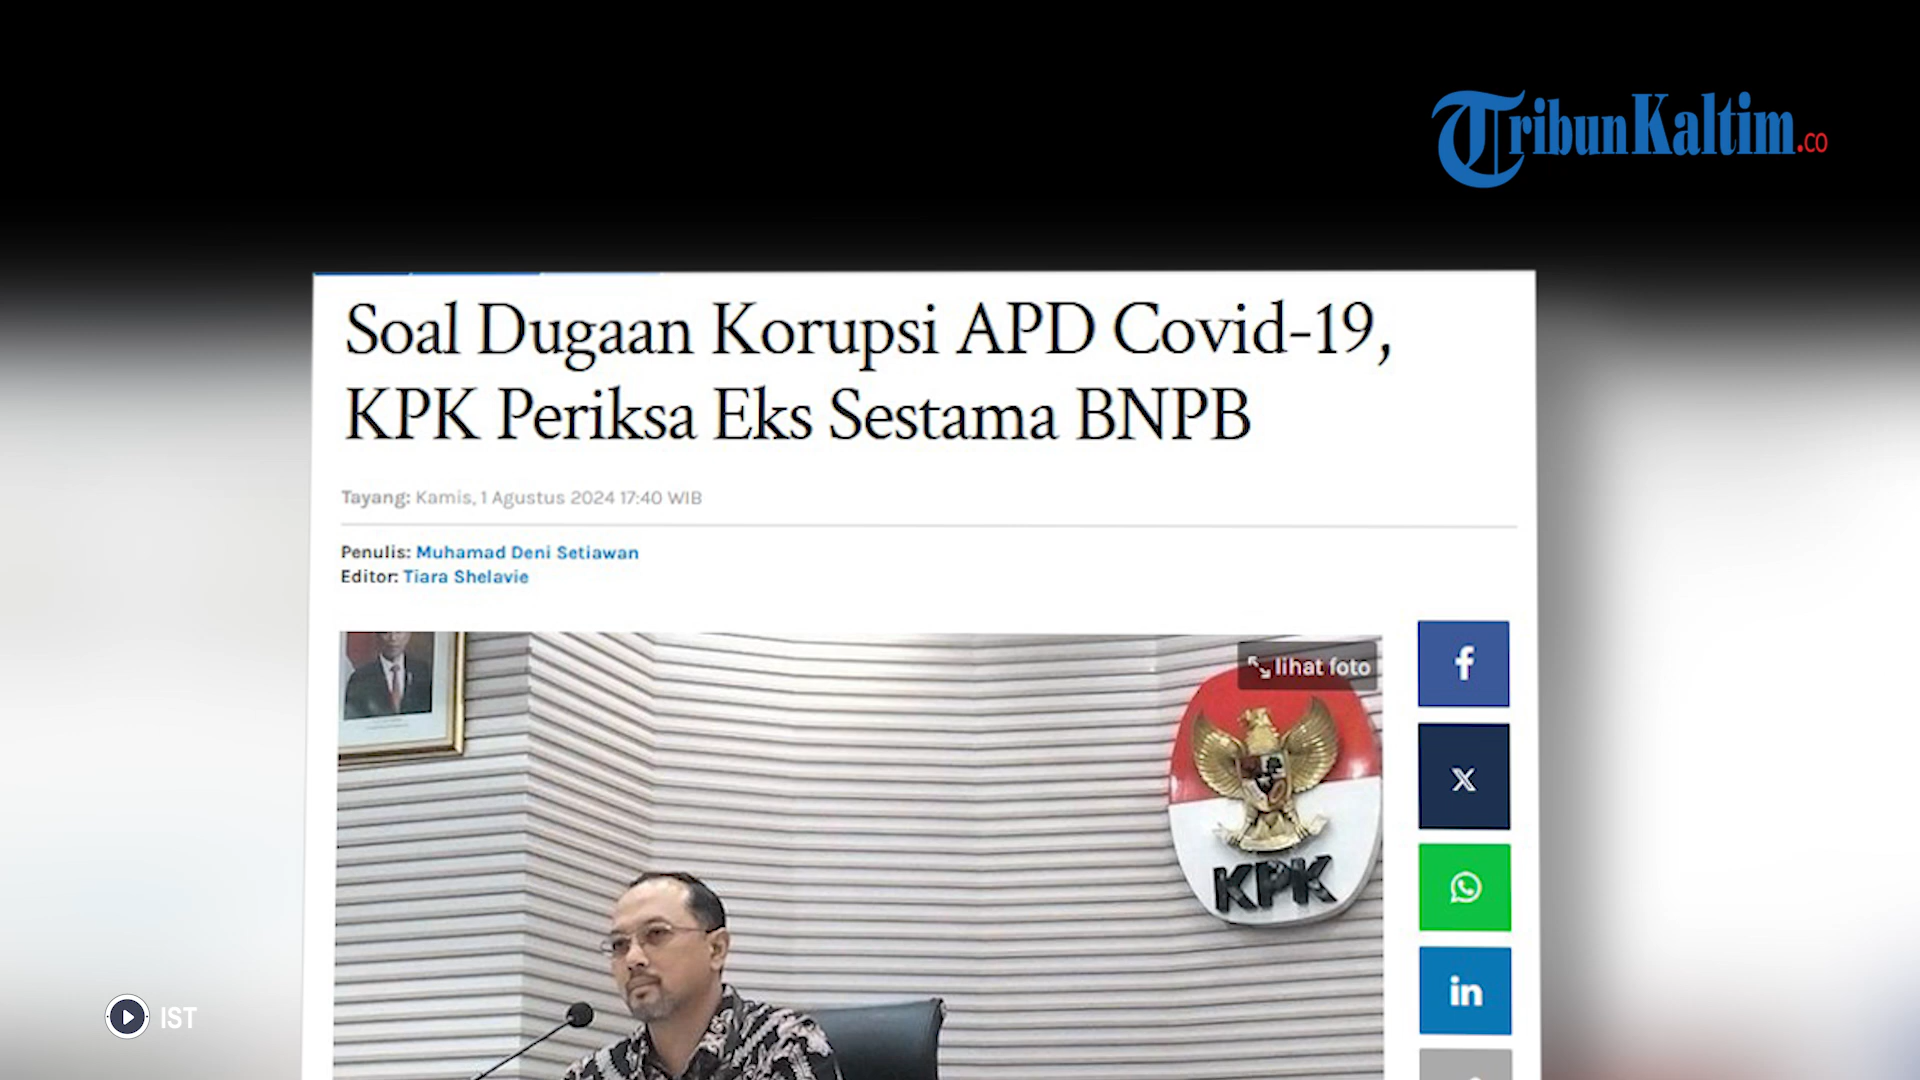 TribunKaltim.co
Soal Dugaan Korupsi APD Covid-19,
KPK Periksa Eks Sestama BNPB
Tayang: Kamis, 1 Agustus 2024 17:40 WIB
Penulis: Muhamad Deni Setiawan
Editor: Tiara Shelavie
lihat foto
KPK
IST